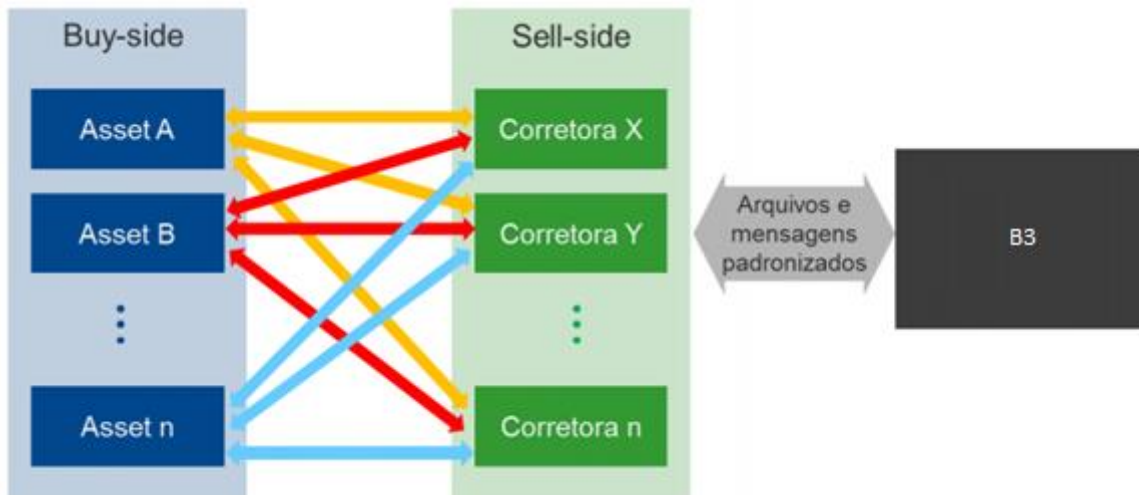 Buy-side
Sell-side
Asset A
Corretora X
Asset B
Corretora Y
Arquivos e
mensagens
padronizados
B3
Asset n
Corretora n